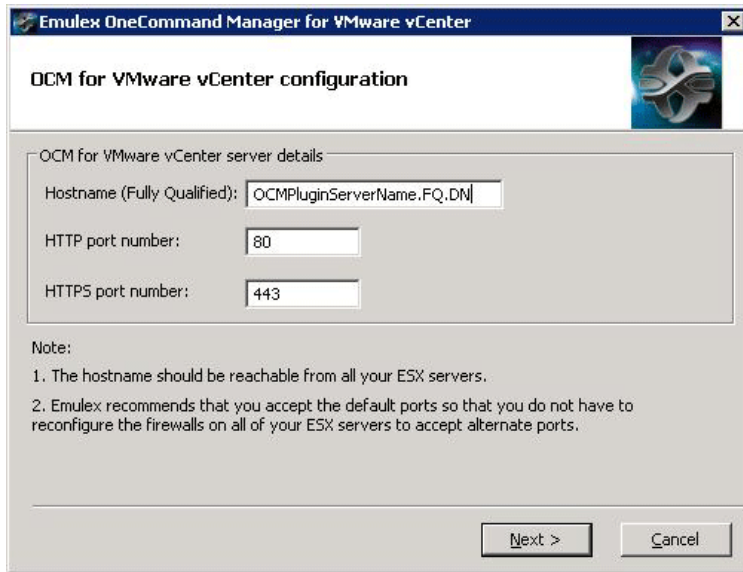 Emulex OneCommand Manager for VMware vCenter
OCM for VMware vCenter configuration
OCM for VMware vCenter server details
Hostname (Fully Qualified): OCMPluginServerName.FQ.DN
HTTP port number: 80
HTTPS port number: 443
Note:
1. The hostname should be reachable from all your ESX servers.
2. Emulex recommends that you accept the default ports so that you do not have to
reconfigure the firewalls on all of your ESX servers to accept alternate ports.
Next > Cancel